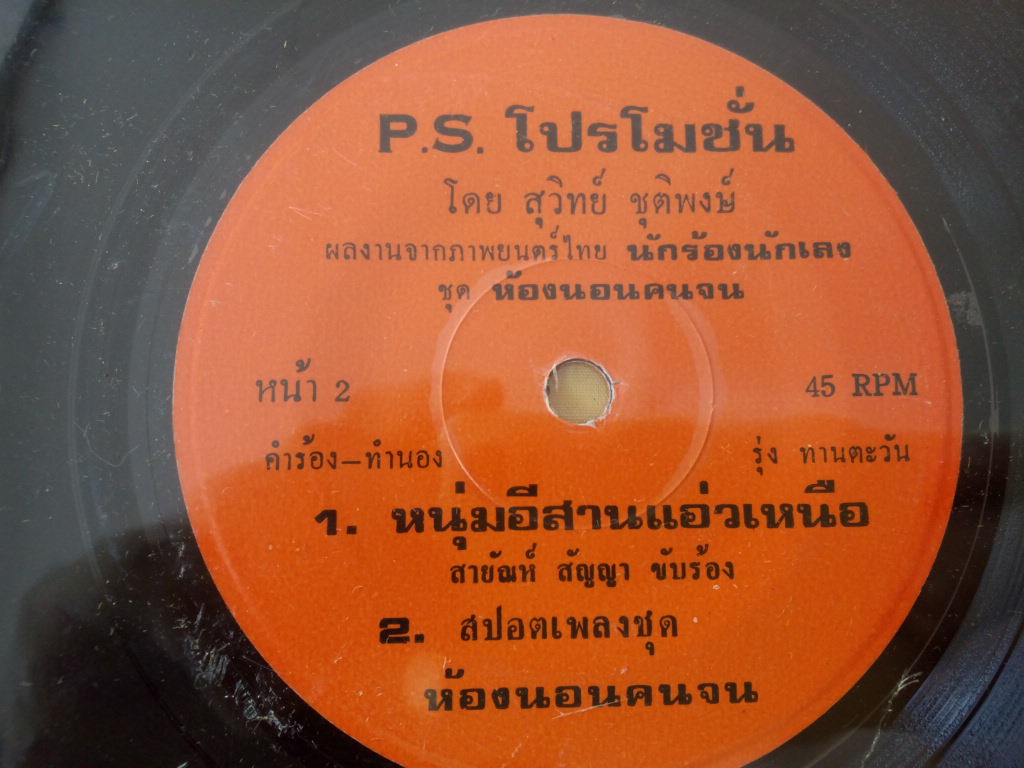 P.S. โปรโมชั่น
โดย สุวิทย์ ชุติพงษ์
ผลงานจากภาพยนตร์ไทย นักร้องนักเลง
ชุด ห้องนอนคนจน
หน้า 2 45 RPM
คำร้อง–ทำนอง รุ่ง ทานตะวัน
1. หนุ่มอีสานแอ่วเหนือ
สายัณห์ สัญญา ขับร้อง
2. สปอตเพลงชุด
ห้องนอนคนจน